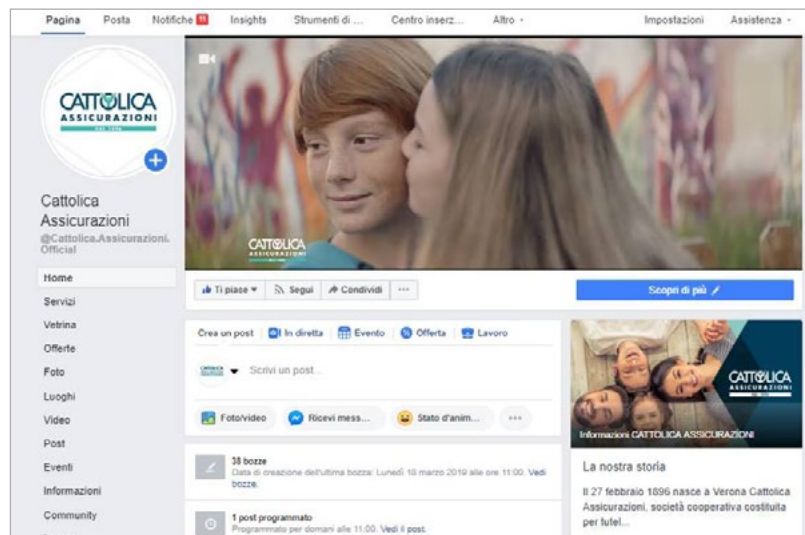 Pagina Posta Notifiche 11 Insights Strumenti di ... Centro inserz... Altro Impostazioni Assistenza
CATTOLICA
ASSICURAZIONI
DAL 1896
Cattolica
Assicurazioni
@Cattolica.Assicurazioni.
Official
Home
Servizi
Vetrina
Offerte
Foto
Luoghi
Video
Post
Eventi
Informazioni
Community
CATTOLICA
ASSICURAZIONI
Ti piace Segui Condividi ...
Scopri di più
Crea un post In diretta Evento Offerta Lavoro
Scrivi un post...
Foto/video Ricevi mess... Stato d'anim... ...
38 bozze
Data di creazione dell'ultima bozza: Lunedì 18 marzo 2019 alle ore 11:00. Vedi
bozze.
1 post programmato
Programmato per domani alle 11:00. Vedi il post.
CATTOLICA
ASSICURAZIONI
Informazioni CATTOLICA ASSICURAZIONI
La nostra storia
Il 27 febbraio 1896 nasce a Verona Cattolica
Assicurazioni, società cooperativa costituita
per tutel...